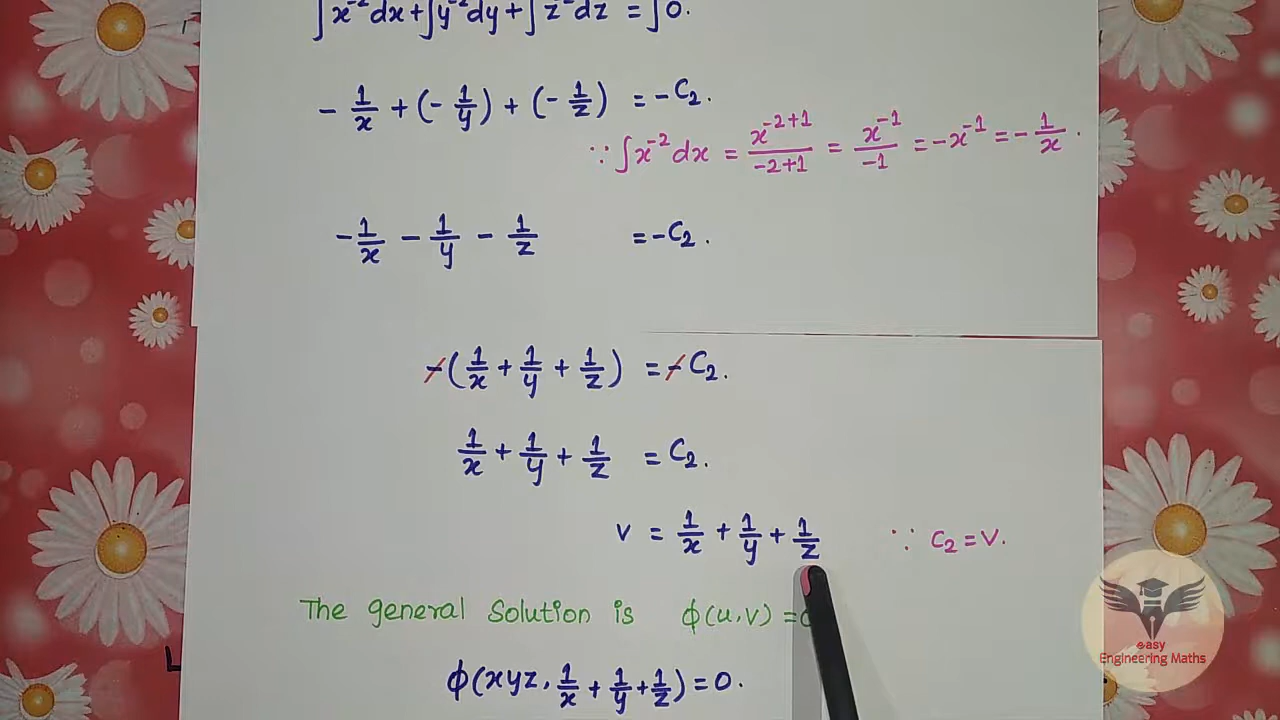 ∫x⁻²dx + ∫y⁻²dy + ∫z⁻²dz = ∫0.
-1/x + (-1/y) + (-1/z) = -C₂.
∵ ∫x⁻²dx = x⁻²⁺¹/-2+1 = x⁻¹/-1 = -x⁻¹ = -1/x.
-1/x - 1/y - 1/z = -C₂.
-(1/x + 1/y + 1/z) = -C₂.
1/x + 1/y + 1/z = C₂.
v = 1/x + 1/y + 1/z ∵ C₂ = v.
The general Solution is ϕ(u,v) =
ϕ(xyz, 1/x + 1/y + 1/z) = 0.
easy
Engineering Maths